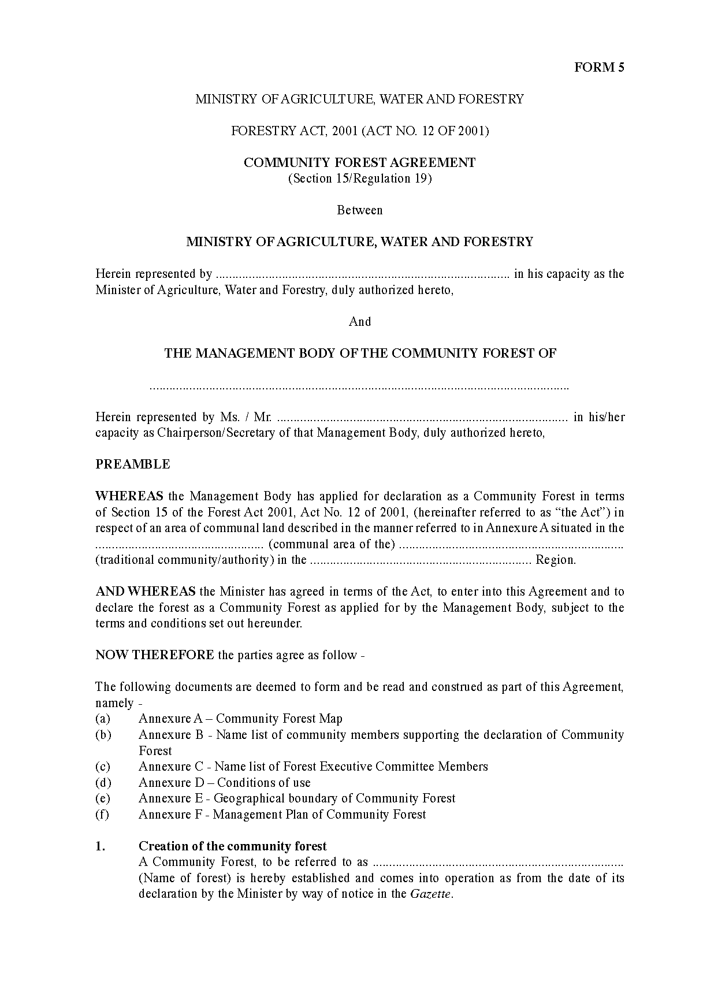 FORM 5
MINISTRY OF AGRICULTURE, WATER AND FORESTRY
FORESTRY ACT, 2001 (ACT NO. 12 OF 2001)
COMMUNITY FOREST AGREEMENT
(Section 15/Regulation 19)
Between
MINISTRY OF AGRICULTURE, WATER AND FORESTRY
Herein represented by ......................................................................................... in his capacity as the
Minister of Agriculture, Water and Forestry, duly authorized hereto,
And
THE MANAGEMENT BODY OF THE COMMUNITY FOREST OF
...............................................................................................................................
Herein represented by Ms. / Mr. ........................................................................................ in his/her
capacity as Chairperson/Secretary of that Management Body, duly authorized hereto,
PREAMBLE
WHEREAS the Management Body has applied for declaration as a Community Forest in terms
of Section 15 of the Forest Act 2001, Act No. 12 of 2001, (hereinafter referred to as “the Act”) in
respect of an area of communal land described in the manner referred to in Annexure A situated in the
................................................... (communal area of the) ....................................................................
(traditional community/authority) in the ................................................................... Region.
AND WHEREAS the Minister has agreed in terms of the Act, to enter into this Agreement and to
declare the forest as a Community Forest as applied for by the Management Body, subject to the
terms and conditions set out hereunder.
NOW THEREFORE the parties agree as follow -
The following documents are deemed to form and be read and construed as part of this Agreement,
namely -
(a) Annexure A – Community Forest Map
(b) Annexure B - Name list of community members supporting the declaration of Community
Forest
(c) Annexure C - Name list of Forest Executive Committee Members
(d) Annexure D – Conditions of use
(e) Annexure E - Geographical boundary of Community Forest
(f) Annexure F - Management Plan of Community Forest
1. Creation of the community forest
A Community Forest, to be referred to as ............................................................................
(Name of forest) is hereby established and comes into operation as from the date of its
declaration by the Minister by way of notice in the Gazette.